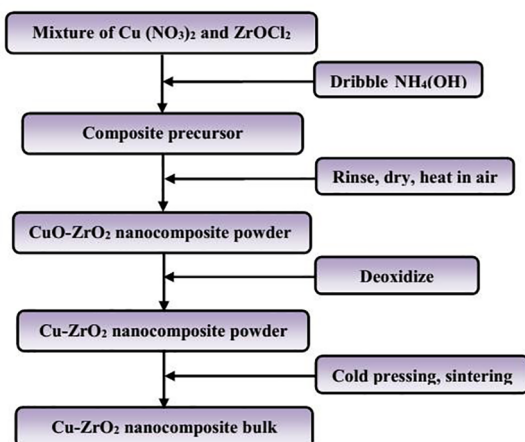 Mixture of Cu (NO₃)₂ and ZrOCl₂
Dribble NH₄(OH)
Composite precursor
Rinse, dry, heat in air
CuO-ZrO₂ nanocomposite powder
Deoxidize
Cu-ZrO₂ nanocomposite powder
Cold pressing, sintering
Cu-ZrO₂ nanocomposite bulk